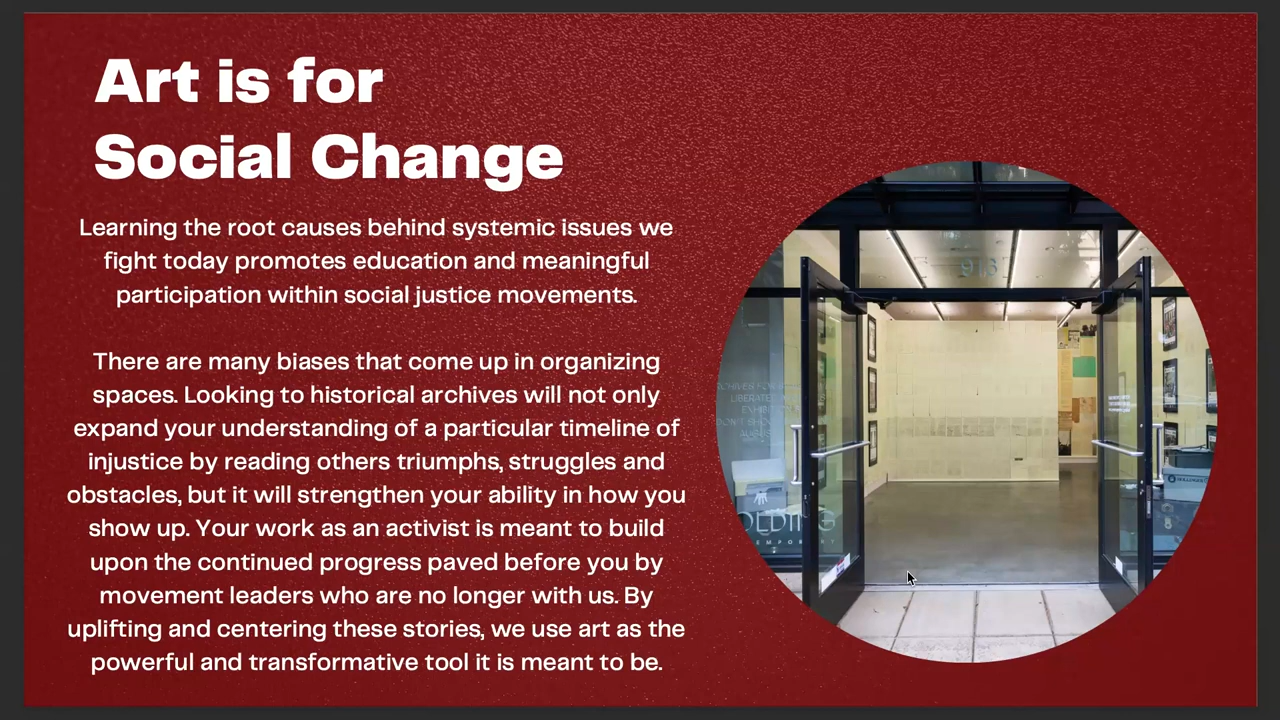 Art is for
Social Change
Learning the root causes behind systemic issues we
fight today promotes education and meaningful
participation within social justice movements.
There are many biases that come up in organizing
spaces. Looking to historical archives will not only
expand your understanding of a particular timeline of
injustice by reading others triumphs, struggles and
obstacles, but it will strengthen your ability in how you
show up. Your work as an activist is meant to build
upon the continued progress paved before you by
movement leaders who are no longer with us. By
uplifting and centering these stories, we use art as the
powerful and transformative tool it is meant to be.
916